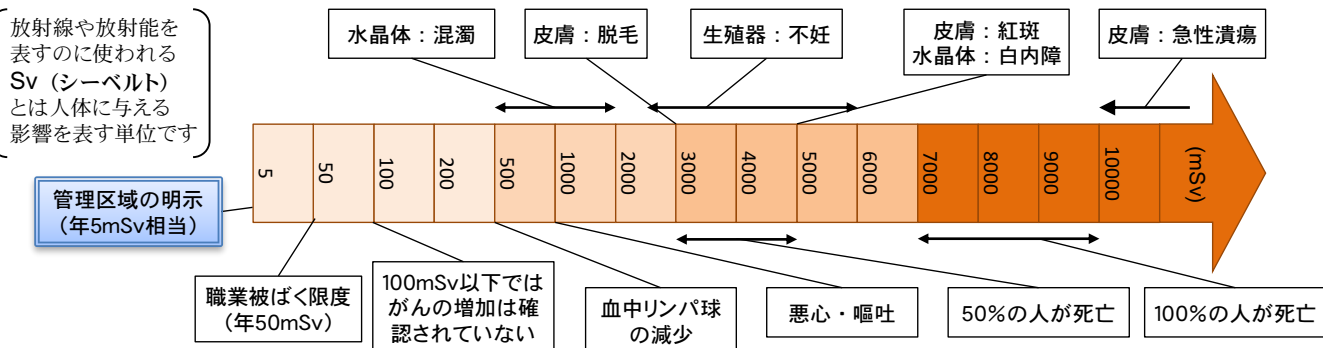 放射線や放射能を
表すのに使われる
Sv（シーベルト）
とは人体に与える
影響を表す単位です
水晶体：混濁
皮膚：脱毛
生殖器：不妊
皮膚：紅斑
水晶体：白内障
皮膚：急性潰瘍
5
50
100
200
500
1000
2000
3000
4000
5000
6000
7000
8000
9000
10000
(mSv)
管理区域の明示
（年5mSv相当）
職業被ばく限度
（年50mSv）
100mSv以下では
がんの増加は確
認されていない
血中リンパ球
の減少
悪心・嘔吐
50%の人が死亡
100%の人が死亡